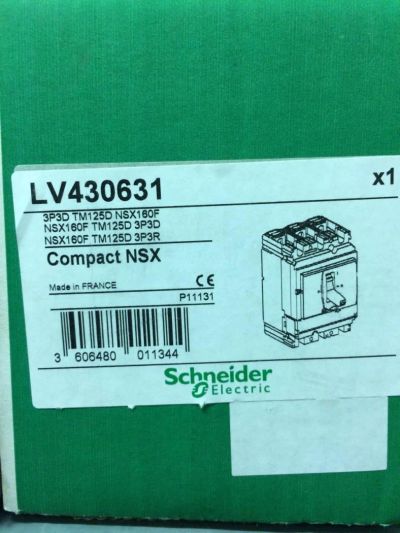 LV430631 x1
3P3D TM125D NSX160F
NSX160F TM125D 3P3D
NSX160F TM125D 3P3R
Compact NSX
Made in FRANCE CE
P11131
3 606480 011344
Schneider
Electric